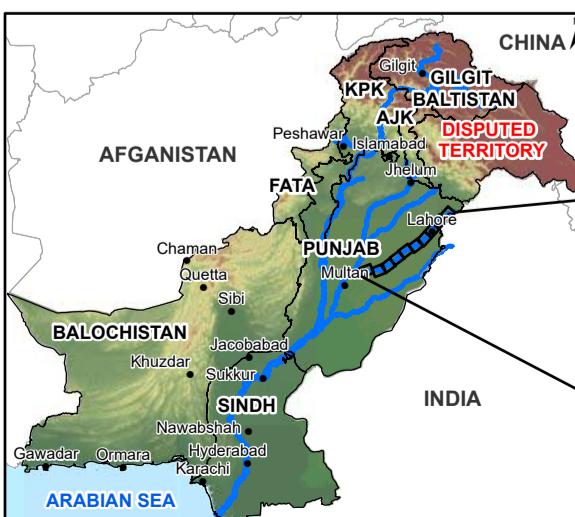 CHINA
Gilgit
GILGIT
BALTISTAN
KPK
AJK
DISPUTED
TERRITORY
Peshawar
Islamabad
AFGANISTAN
Jhelum
FATA
Lahore
PUNJAB
Chaman
Multan
Quetta
Sibi
BALOCHISTAN
Jacobabad
Khuzdar
Sukkur
INDIA
SINDH
Nawabshah
Gawadar
Ormara
Hyderabad
Karachi
ARABIAN SEA